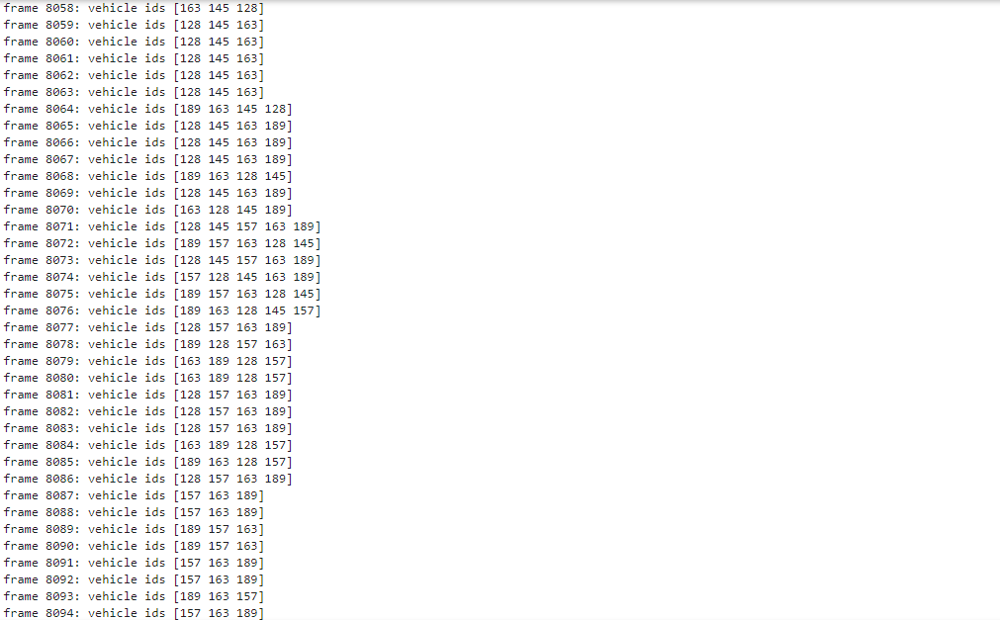 frame 8058: vehicle ids [163 145 128]
frame 8059: vehicle ids [128 145 163]
frame 8060: vehicle ids [128 145 163]
frame 8061: vehicle ids [128 145 163]
frame 8062: vehicle ids [128 145 163]
frame 8063: vehicle ids [128 145 163]
frame 8064: vehicle ids [189 163 145 128]
frame 8065: vehicle ids [128 145 163 189]
frame 8066: vehicle ids [128 145 163 189]
frame 8067: vehicle ids [128 145 163 189]
frame 8068: vehicle ids [189 163 128 145]
frame 8069: vehicle ids [128 145 163 189]
frame 8070: vehicle ids [163 128 145 189]
frame 8071: vehicle ids [128 145 157 163 189]
frame 8072: vehicle ids [189 157 163 128 145]
frame 8073: vehicle ids [128 145 157 163 189]
frame 8074: vehicle ids [157 128 145 163 189]
frame 8075: vehicle ids [189 157 163 128 145]
frame 8076: vehicle ids [189 163 128 145 157]
frame 8077: vehicle ids [128 157 163 189]
frame 8078: vehicle ids [189 128 157 163]
frame 8079: vehicle ids [163 189 128 157]
frame 8080: vehicle ids [163 189 128 157]
frame 8081: vehicle ids [128 157 163 189]
frame 8082: vehicle ids [128 157 163 189]
frame 8083: vehicle ids [128 157 163 189]
frame 8084: vehicle ids [163 189 128 157]
frame 8085: vehicle ids [189 163 128 157]
frame 8086: vehicle ids [128 157 163 189]
frame 8087: vehicle ids [157 163 189]
frame 8088: vehicle ids [157 163 189]
frame 8089: vehicle ids [189 157 163]
frame 8090: vehicle ids [189 157 163]
frame 8091: vehicle ids [157 163 189]
frame 8092: vehicle ids [157 163 189]
frame 8093: vehicle ids [189 163 157]
frame 8094: vehicle ids [157 163 189]